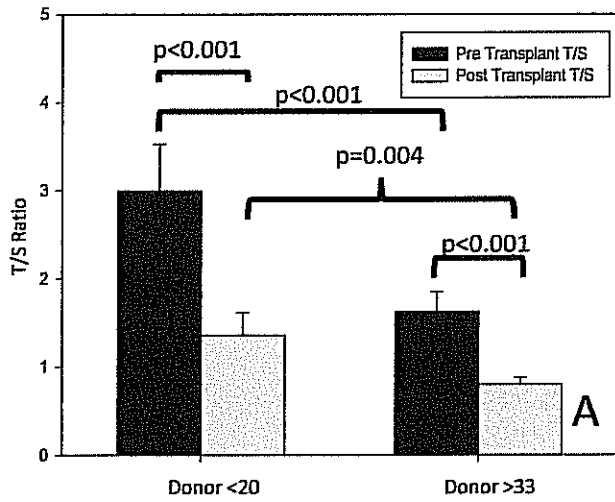 5
p<0.001
Pre Transplant T/S
Post Transplant T/S
4
p<0.001
p=0.004
3
T/S Ratio
p<0.001
2
1
A
0
Donor <20
Donor >33